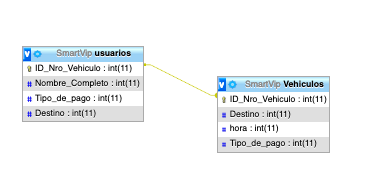 SmartVip usuarios
ID_Nro_Vehiculo : int(11)
Nombre_Completo : int(11)
Tipo_de_pago : int(11)
Destino : int(11)
SmartVip Vehiculos
ID_Nro_Vehiculo : int(11)
Destino : int(11)
hora : int(11)
Tipo_de_pago : int(11)